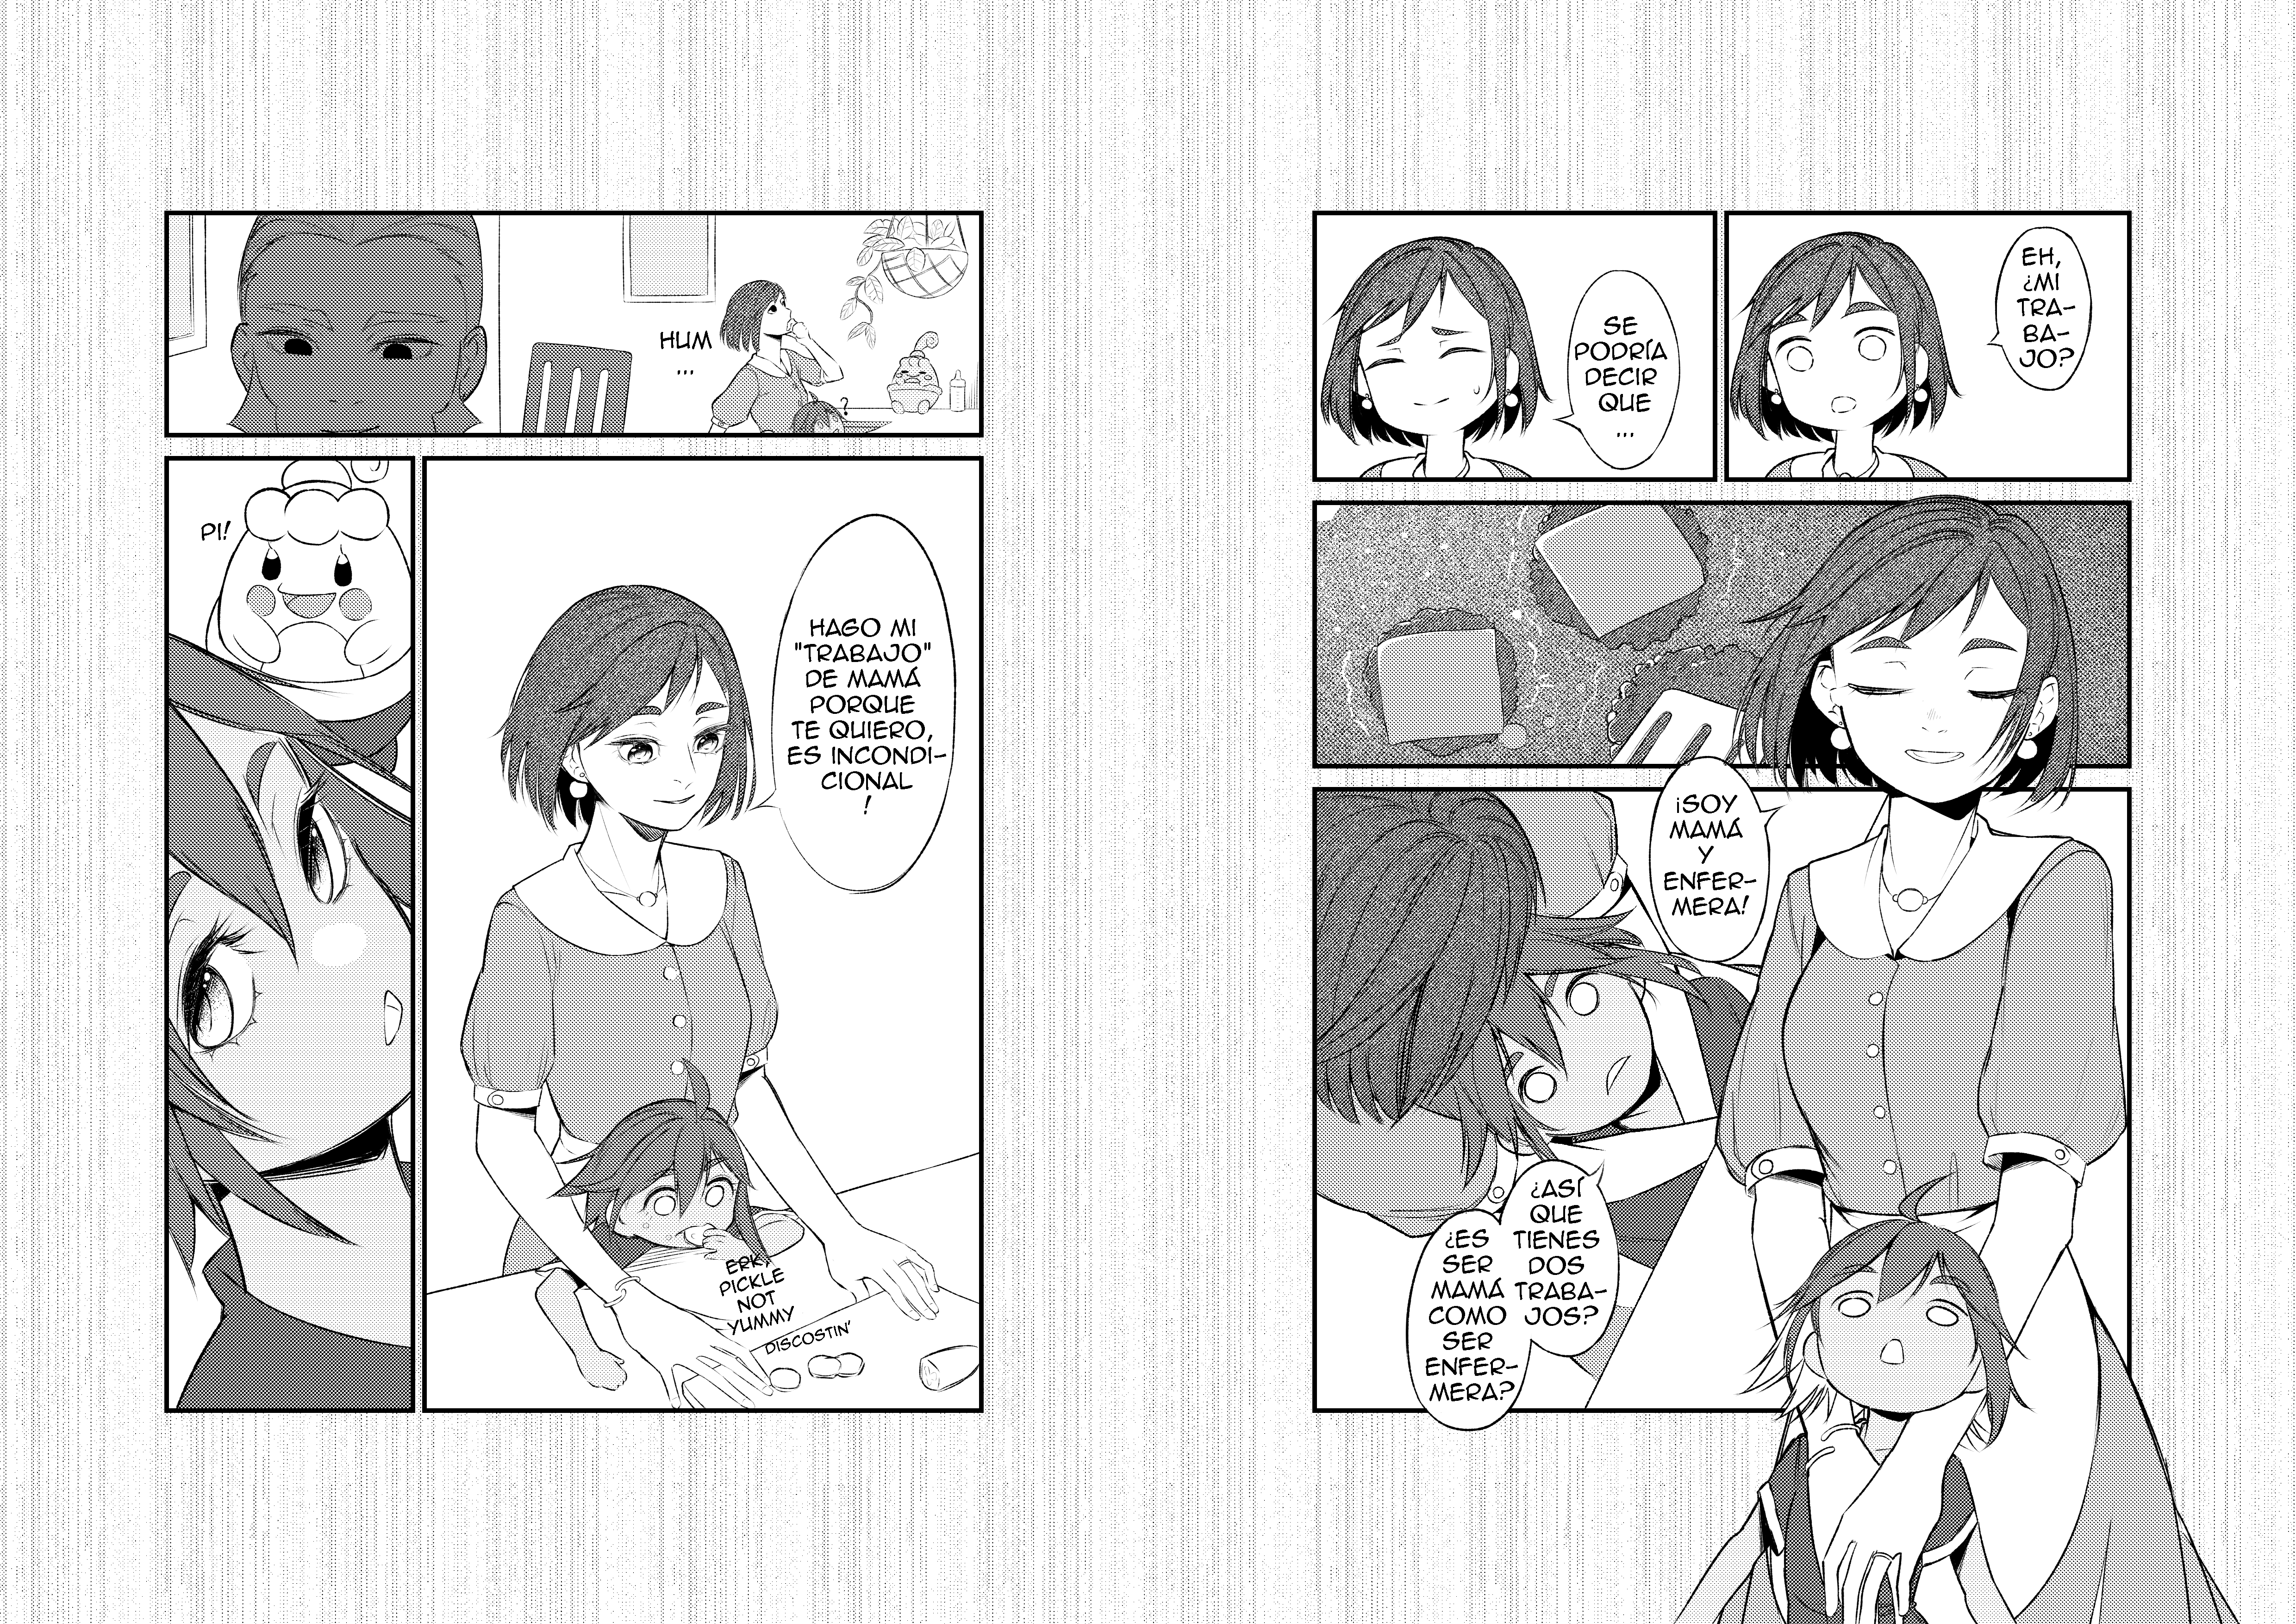 EH,
¿MI
TRA-
BA-
JO?
SE
PODRÍA
DECIR
QUE
...
¡SOY
MAMÁ
Y
ENFER-
MERA!
¿ASÍ
QUE
TIENES
DOS
TRABA-
JOS?
¿ES
SER
MAMÁ
COMO
SER
ENFER-
MERA?
HUM
...
?
HAGO MI
"TRABAJO"
DE MAMÁ
PORQUE
TE QUIERO,
ES INCONDI-
CIONAL
!
ERK,
PICKLE
NOT
YUMMY
DISCOSTIN'
PI!